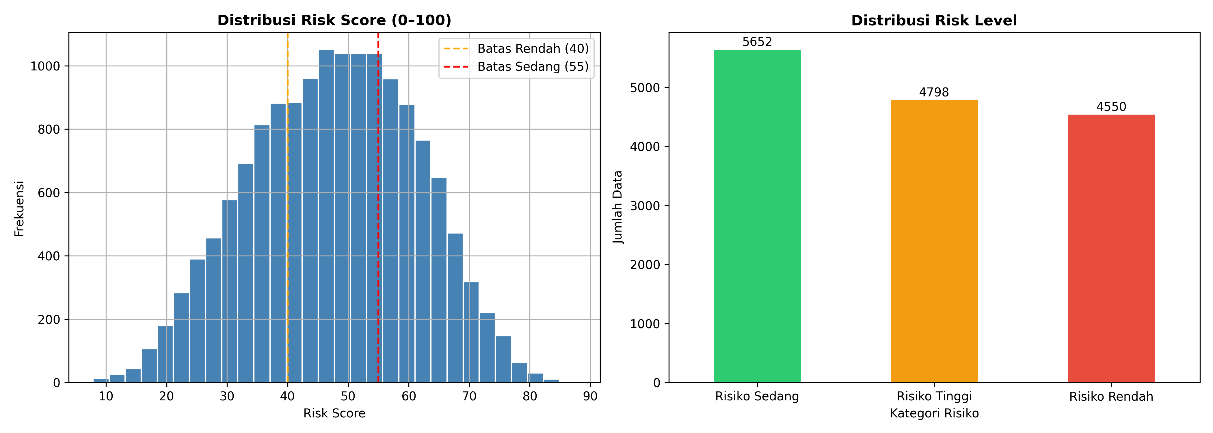 Distribusi Risk Score (0–100)
Frekuensi
1000
800
600
400
200
0
10 20 30 40 50 60 70 80 90
Risk Score
Batas Rendah (40)
Batas Sedang (55)
Distribusi Risk Level
Jumlah Data
5000
4000
3000
2000
1000
0
5652
4798
4550
Risiko Sedang Risiko Tinggi Risiko Rendah
Kategori Risiko